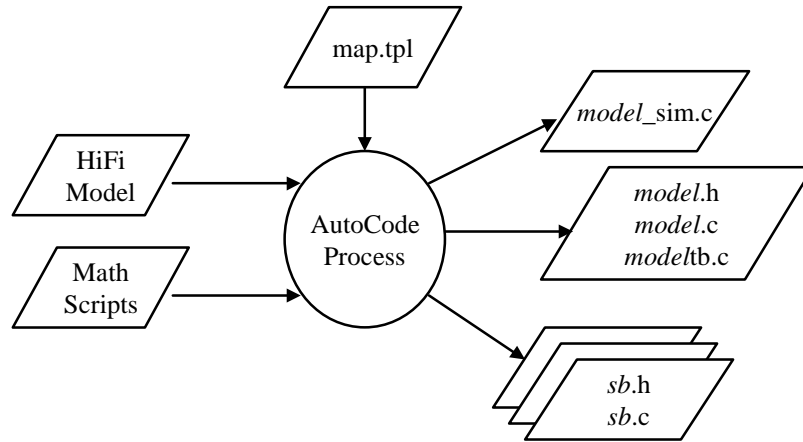 map.tpl
model_sim.c
HiFi
Model
model.h
model.c
modeltb.c
AutoCode
Process
Math
Scripts
sb.h
sb.c